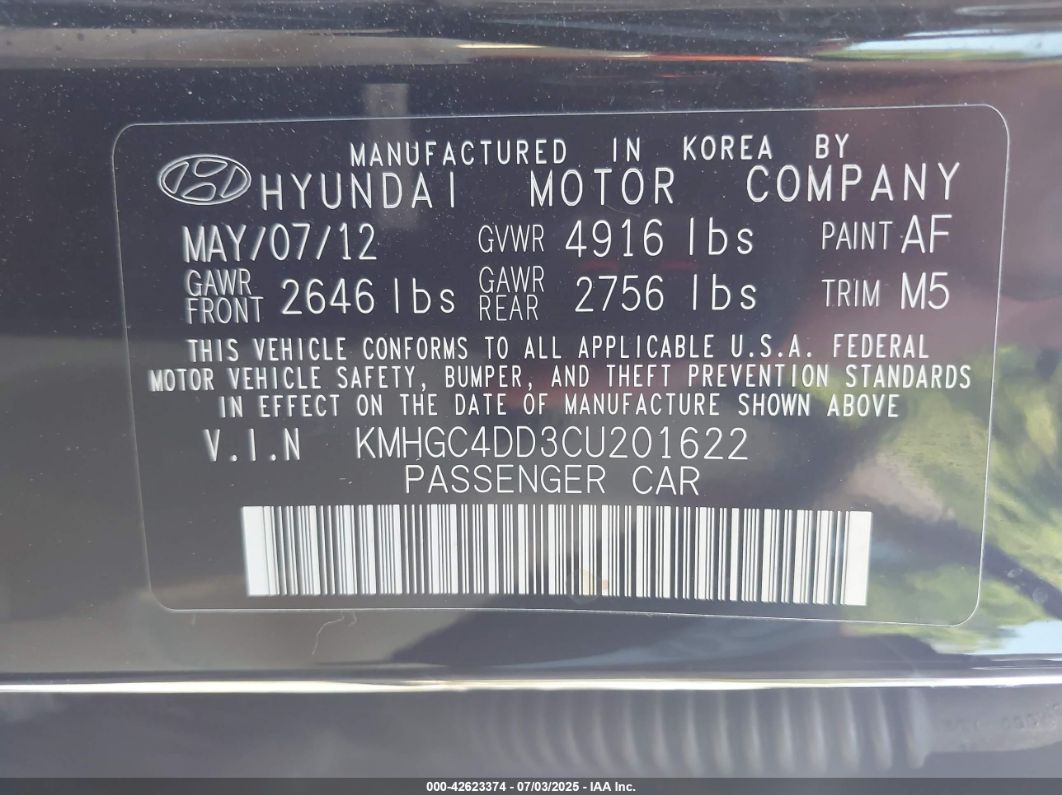 MANUFACTURED IN KOREA BY
HYUNDAI MOTOR COMPANY
MAY/07/12 GVWR 4916 lbs PAINT AF
GAWR FRONT 2646 lbs GAWR REAR 2756 lbs TRIM M5
THIS VEHICLE CONFORMS TO ALL APPLICABLE U.S.A. FEDERAL
MOTOR VEHICLE SAFETY, BUMPER, AND THEFT PREVENTION STANDARDS
IN EFFECT ON THE DATE OF MANUFACTURE SHOWN ABOVE
V.I.N KMHGC4DD3CU201622
PASSENGER CAR
000-42623374 - 07/03/2025 - IAA Inc.